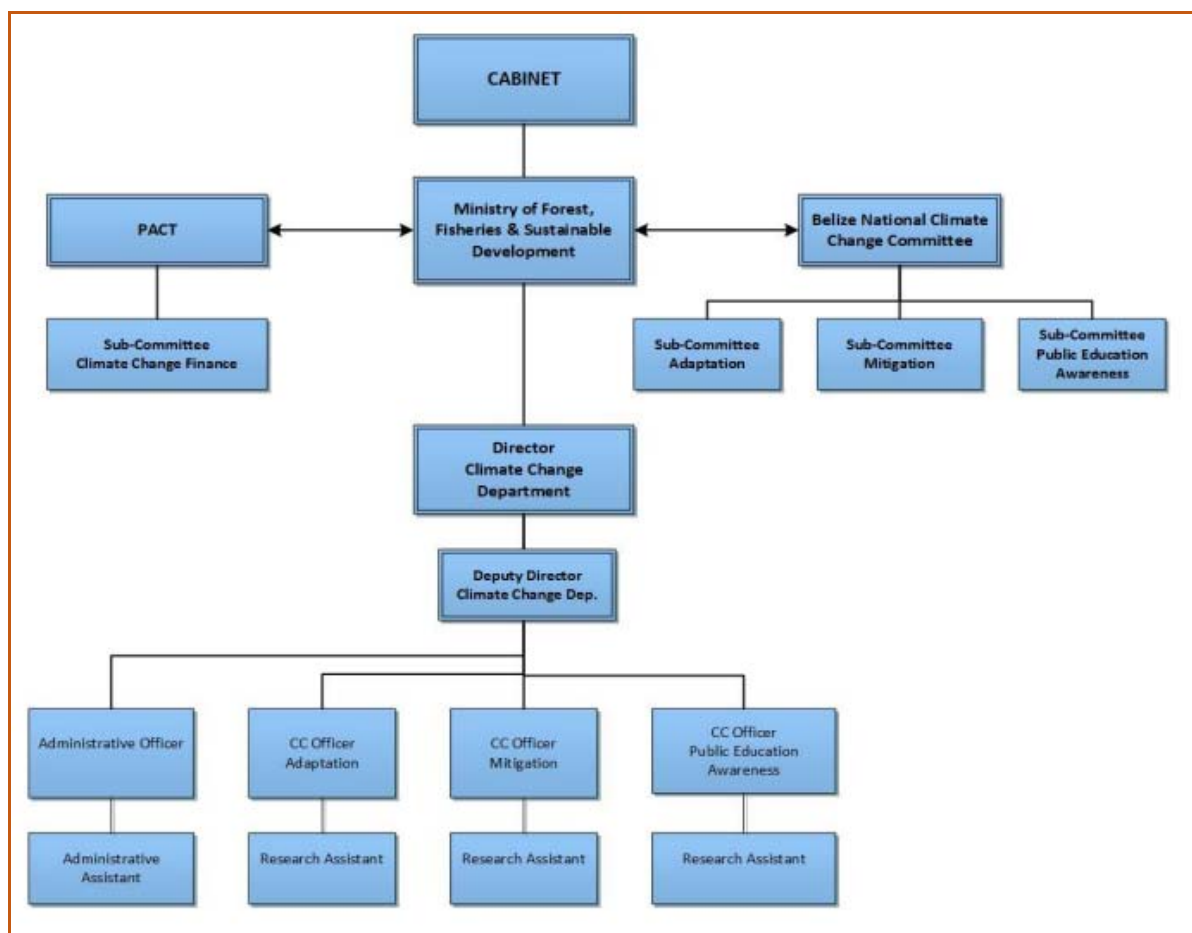 CABINET
PACT
Ministry of Forest,
Fisheries & Sustainable
Development
Belize National Climate
Change Committee
Sub-Committee
Climate Change Finance
Sub-Committee
Adaptation
Sub-Committee
Mitigation
Sub-Committee
Public Education
Awareness
Director
Climate Change
Department
Deputy Director
Climate Change Dep.
Administrative Officer
CC Officer
Adaptation
CC Officer
Mitigation
CC Officer
Public Education
Awareness
Administrative
Assistant
Research Assistant
Research Assistant
Research Assistant